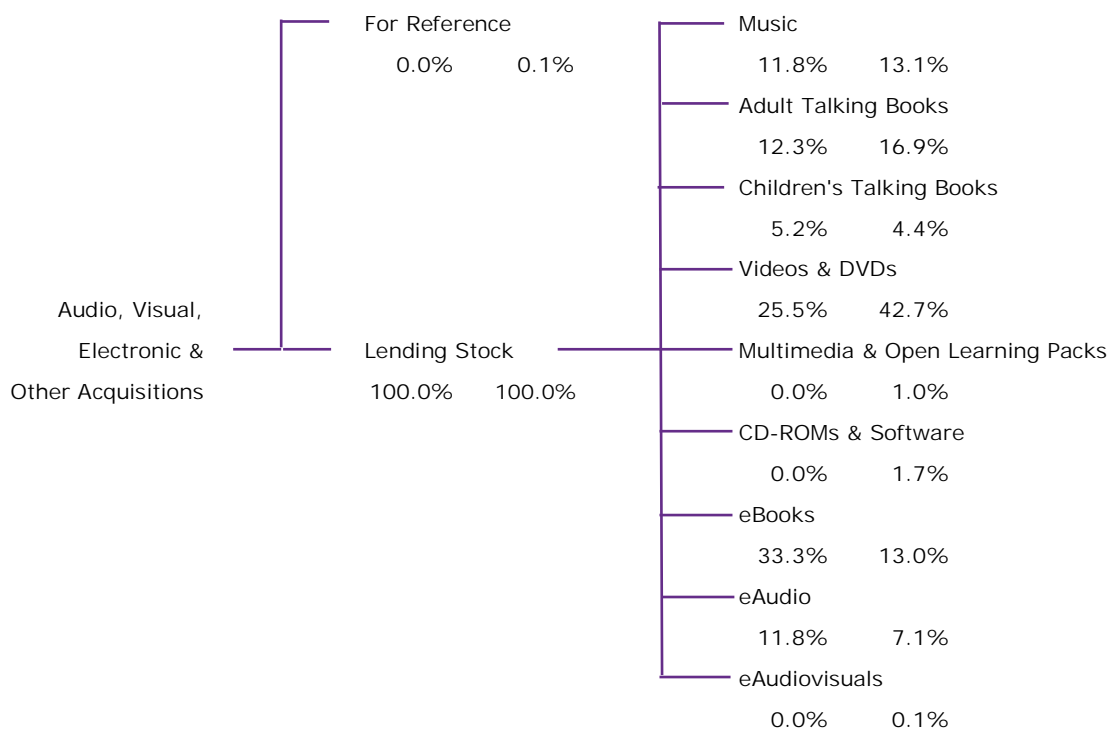 For Reference
0.0% 0.1%
Audio, Visual,
Electronic &
Other Acquisitions
Lending Stock
100.0% 100.0%
Music
11.8% 13.1%
Adult Talking Books
12.3% 16.9%
Children's Talking Books
5.2% 4.4%
Videos & DVDs
25.5% 42.7%
Multimedia & Open Learning Packs
0.0% 1.0%
CD-ROMs & Software
0.0% 1.7%
eBooks
33.3% 13.0%
eAudio
11.8% 7.1%
eAudiovisuals
0.0% 0.1%